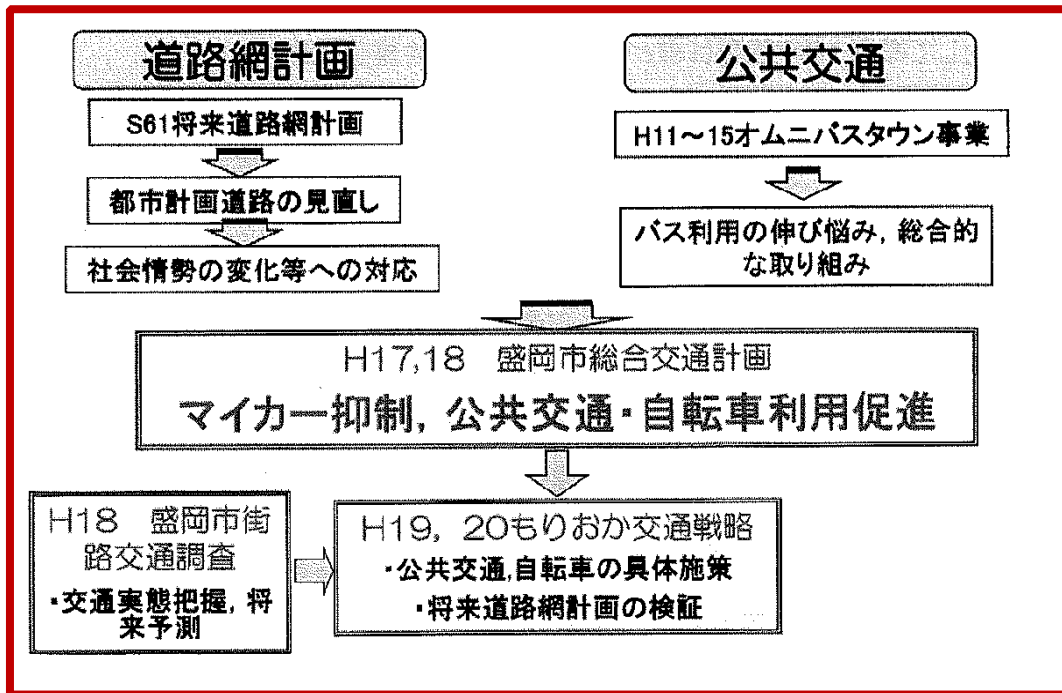 道路網計画
S61将来道路網計画
都市計画道路の見直し
社会情勢の変化等への対応
公共交通
H11～15オムニバスタウン事業
バス利用の伸び悩み，総合的
な取り組み
H17,18　盛岡市総合交通計画
マイカー抑制，公共交通・自転車利用促進
H18　盛岡市街
路交通調査
・交通実態把握，将
来予測
H19，20もりおか交通戦略
・公共交通,自転車の具体施策
・将来道路網計画の検証